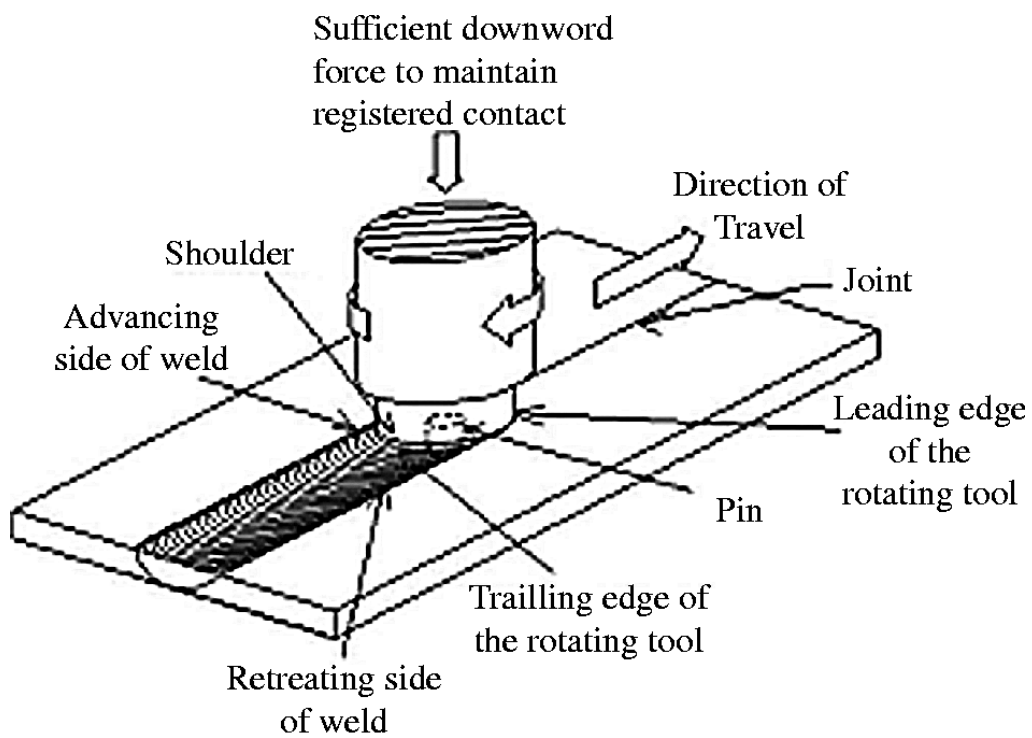 Sufficient downword
force to maintain
registered contact
Direction of
Travel
Shoulder
Joint
Advancing
side of weld
Leading edge
of the
rotating tool
Pin
Trailling edge of
the rotating tool
Retreating side
of weld